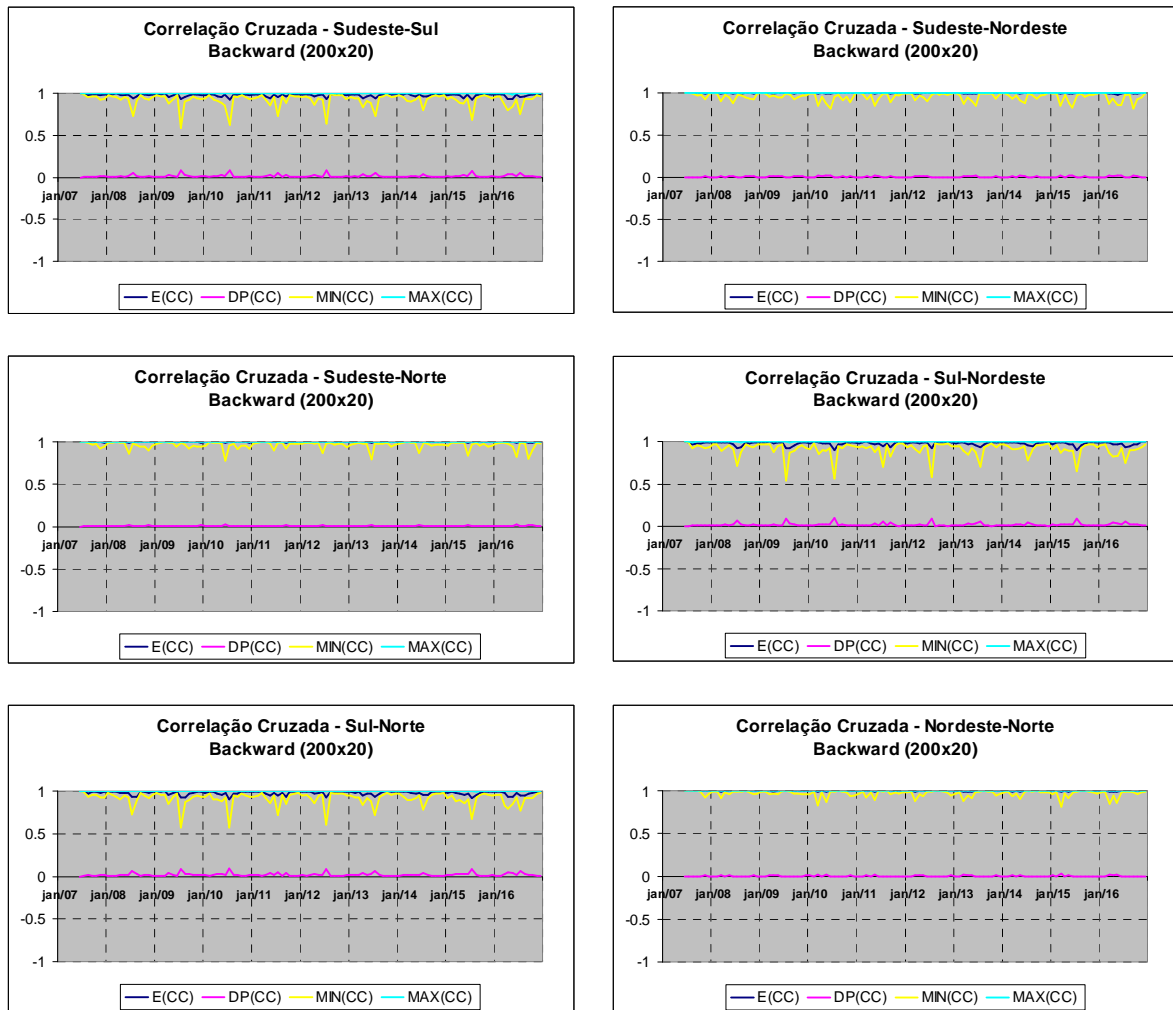 Correlação Cruzada - Sudeste-Sul
Backward (200x20)
1
0.5
0
-0.5
-1
jan/07 jan/08 jan/09 jan/10 jan/11 jan/12 jan/13 jan/14 jan/15 jan/16
E(CC) DP(CC) MIN(CC) MAX(CC)
Correlação Cruzada - Sudeste-Nordeste
Backward (200x20)
1
0.5
0
-0.5
-1
jan/07 jan/08 jan/09 jan/10 jan/11 jan/12 jan/13 jan/14 jan/15 jan/16
E(CC) DP(CC) MIN(CC) MAX(CC)
Correlação Cruzada - Sudeste-Norte
Backward (200x20)
1
0.5
0
-0.5
-1
jan/07 jan/08 jan/09 jan/10 jan/11 jan/12 jan/13 jan/14 jan/15 jan/16
E(CC) DP(CC) MIN(CC) MAX(CC)
Correlação Cruzada - Sul-Nordeste
Backward (200x20)
1
0.5
0
-0.5
-1
jan/07 jan/08 jan/09 jan/10 jan/11 jan/12 jan/13 jan/14 jan/15 jan/16
E(CC) DP(CC) MIN(CC) MAX(CC)
Correlação Cruzada - Sul-Norte
Backward (200x20)
1
0.5
0
-0.5
-1
jan/07 jan/08 jan/09 jan/10 jan/11 jan/12 jan/13 jan/14 jan/15 jan/16
E(CC) DP(CC) MIN(CC) MAX(CC)
Correlação Cruzada - Nordeste-Norte
Backward (200x20)
1
0.5
0
-0.5
-1
jan/07 jan/08 jan/09 jan/10 jan/11 jan/12 jan/13 jan/14 jan/15 jan/16
E(CC) DP(CC) MIN(CC) MAX(CC)